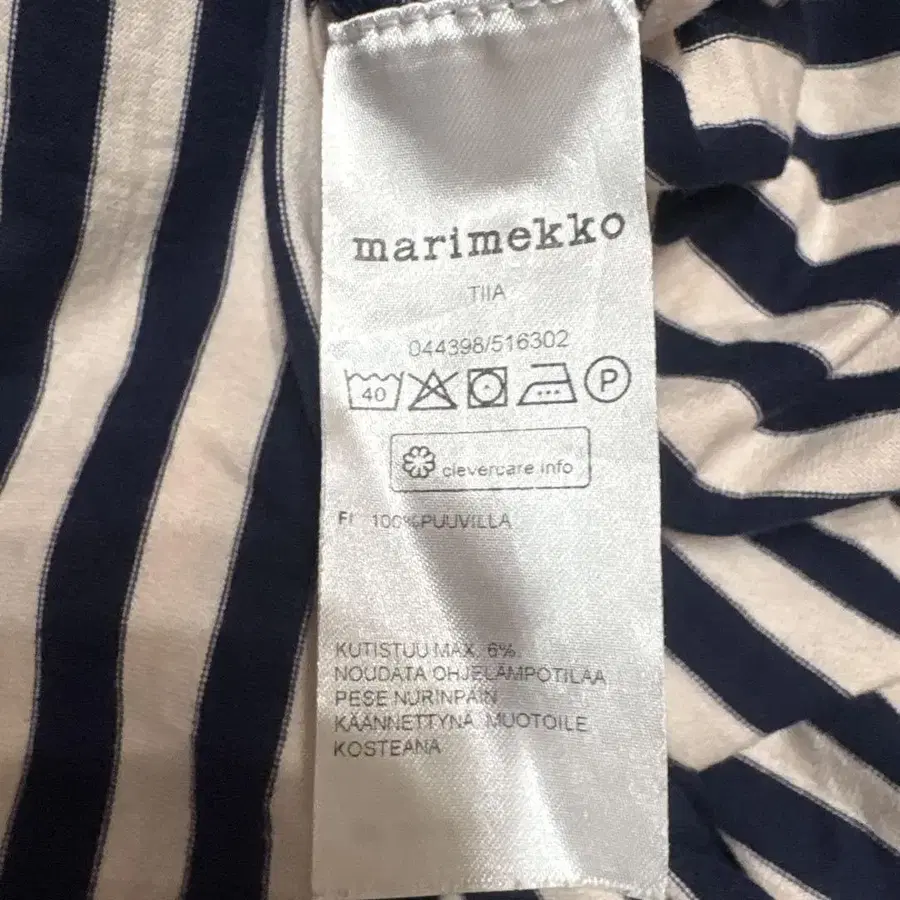 marimekko
TIIA
044398/516302
40 P
clevercare.info
FI 100%PUUVILLA
KUTISTUU MAX. 6%.
NOUDATA OHJELÄMPÖTILAA
PESE NURINPÄIN
KÄÄNNETTYNÄ MUOTOILE
KOSTEANA